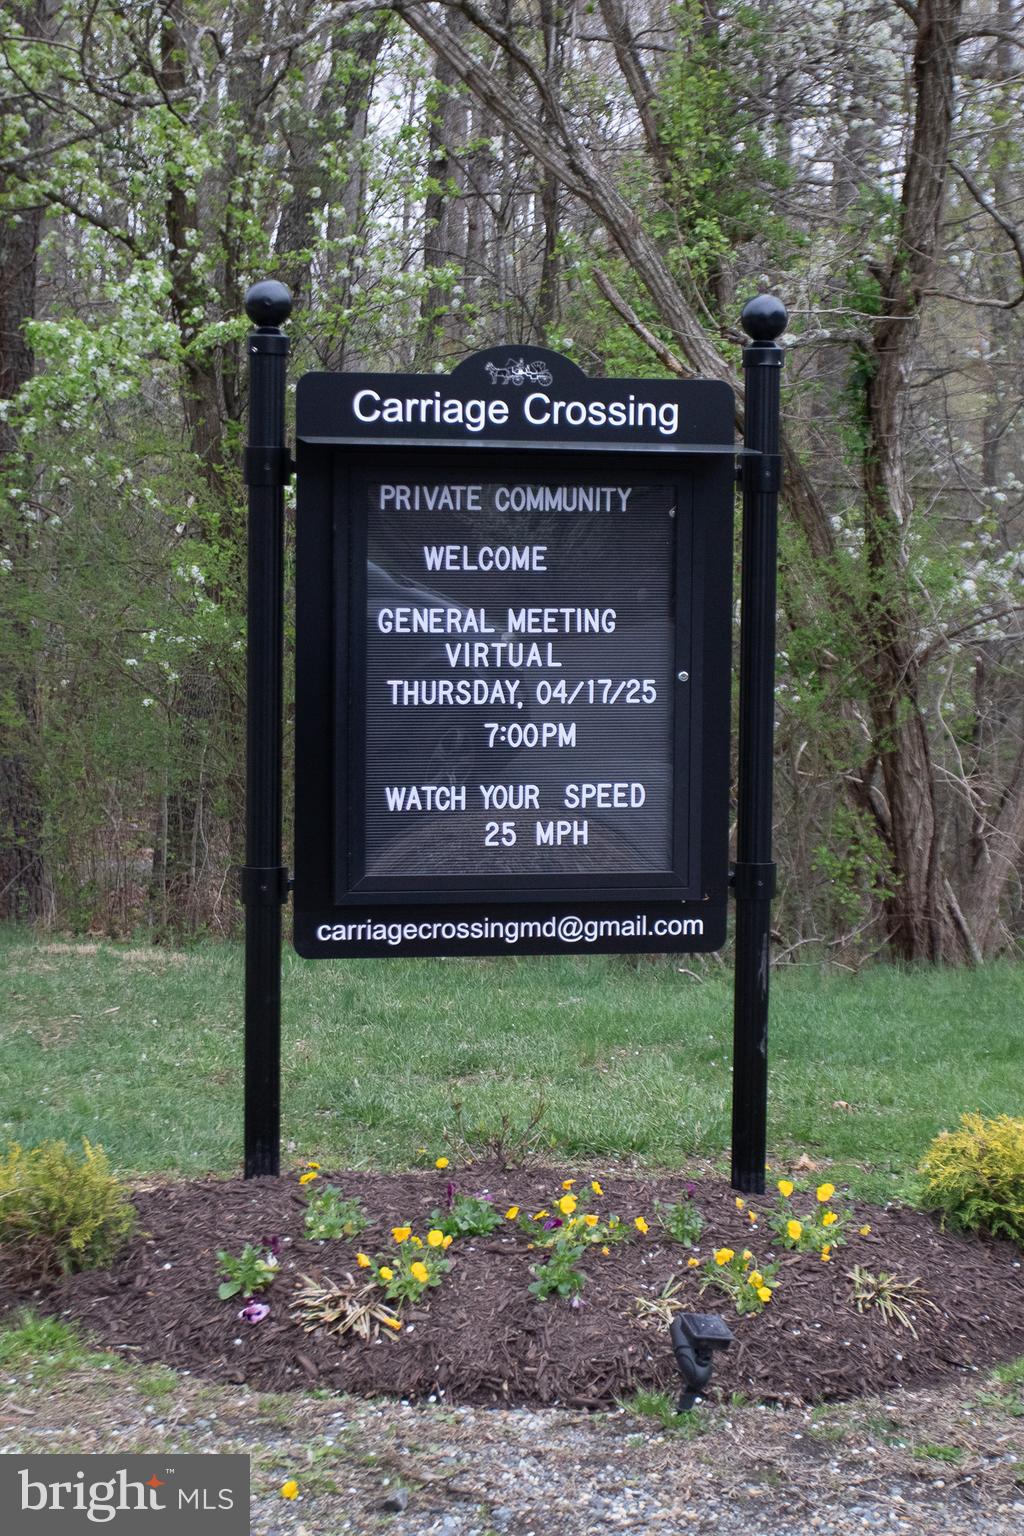 Carriage Crossing
PRIVATE COMMUNITY
WELCOME
GENERAL MEETING
VIRTUAL
THURSDAY, 04/17/25
7:00PM
WATCH YOUR SPEED
25 MPH
carriagecrossingmd@gmail.com
bright™ MLS